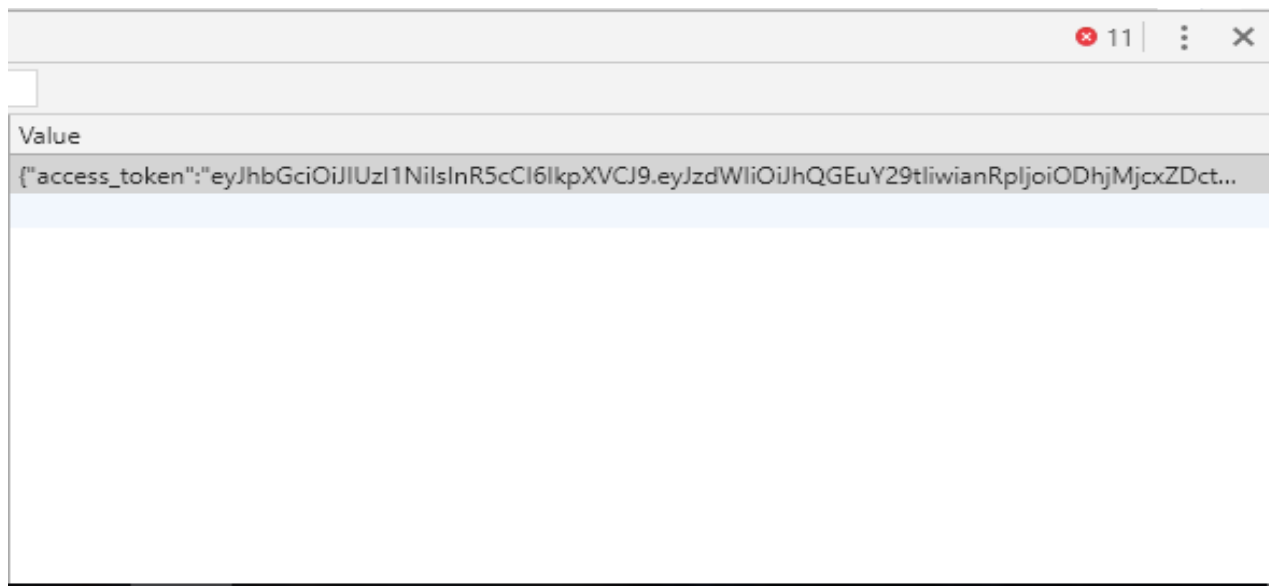 11
Value
{"access_token":"eyJhbGciOiJIUzI1NiIsInR5cCI6IkpXVCJ9.eyJzdWIiOiJhQGEuY29tIiwianRpIjoiODhjMjcxZDct...